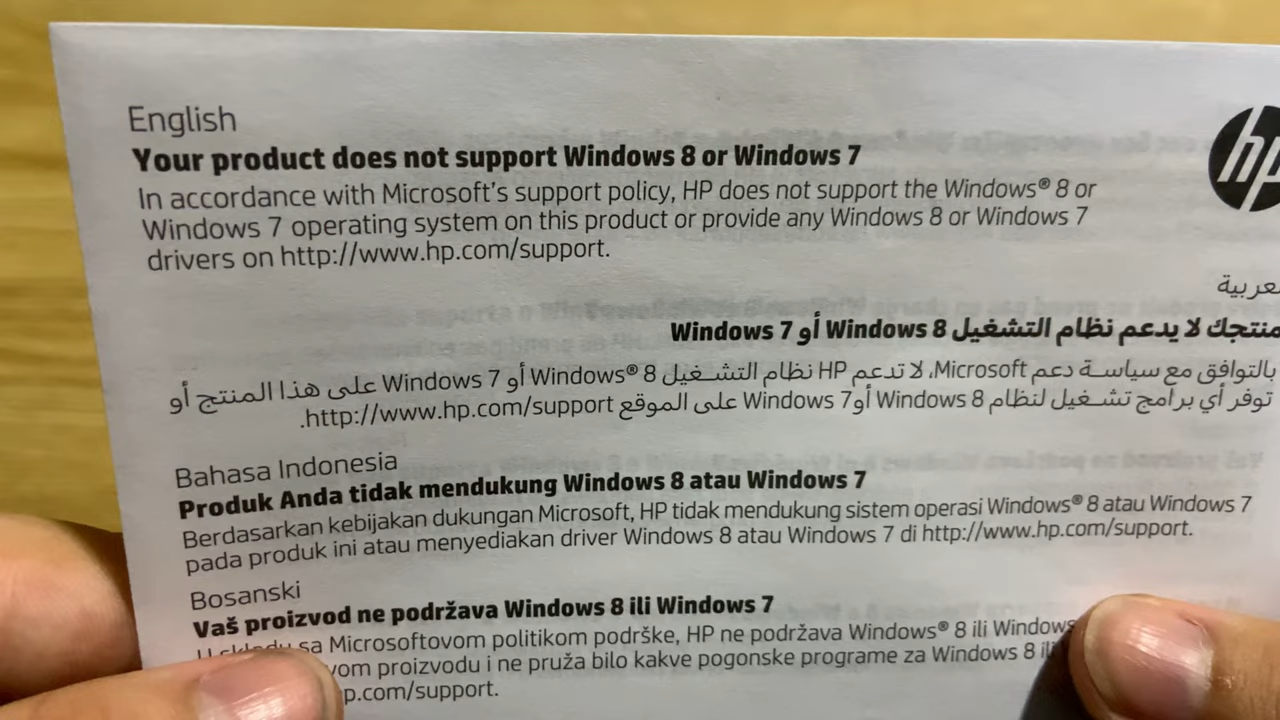 English
Your product does not support Windows 8 or Windows 7
In accordance with Microsoft's support policy, HP does not support the Windows® 8 or
Windows 7 operating system on this product or provide any Windows 8 or Windows 7
drivers on http://www.hp.com/support.
hp
العربية
منتجك لا يدعم نظام التشغيل Windows 8 أو Windows 7
بالتوافق مع سياسة دعم Microsoft، لا تدعم HP نظام التشغيل Windows® 8 أو Windows 7 على هذا المنتج أو
توفر أي برامج تشغيل لنظام Windows 8 أو Windows 7 على الموقع http://www.hp.com/support.
Bahasa Indonesia
Produk Anda tidak mendukung Windows 8 atau Windows 7
Berdasarkan kebijakan dukungan Microsoft, HP tidak mendukung sistem operasi Windows® 8 atau Windows 7
pada produk ini atau menyediakan driver Windows 8 atau Windows 7 di http://www.hp.com/support.
Bosanski
Vaš proizvod ne podržava Windows 8 ili Windows 7
U skladu sa Microsoftovom politikom podrške, HP ne podržava Windows® 8 ili Windows
proizvodu i ne pruža bilo kakve pogonske programe za Windows 8
p.com/support.